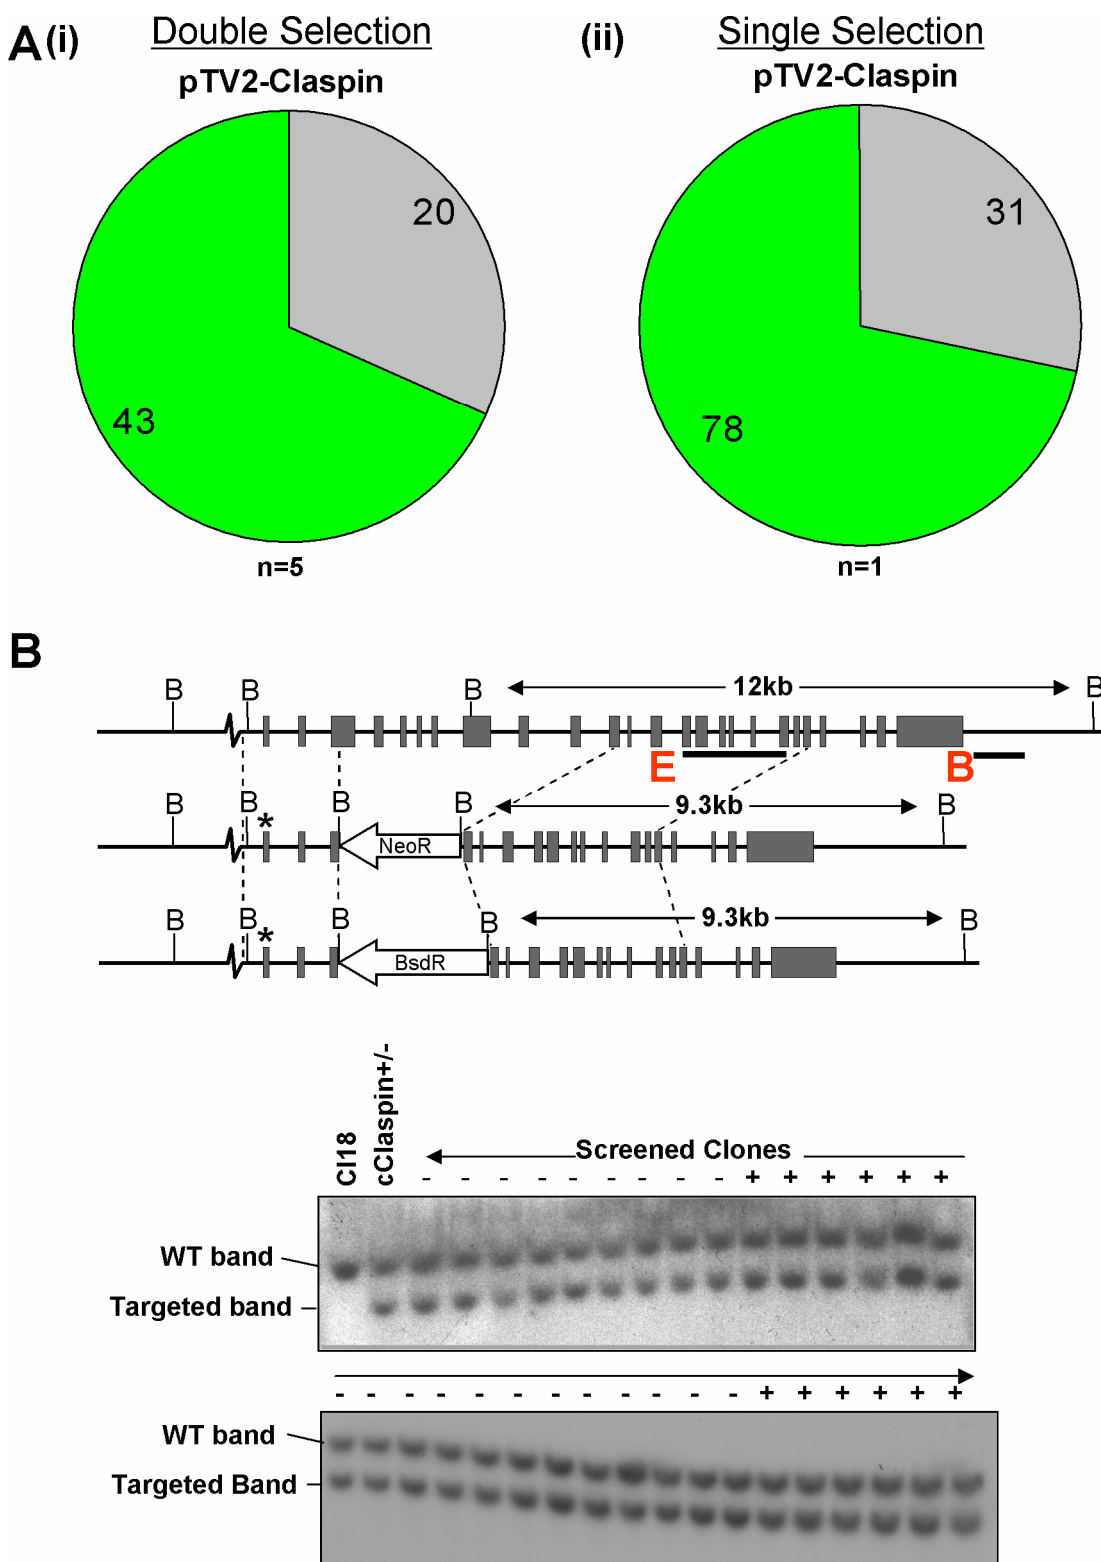 A (i) Double Selection
pTV2-Claspin
20
43
n=5
(ii) Single Selection
pTV2-Claspin
31
78
n=1
B
B B B 12kb B
E B
B B * B B 9.3kb B
NeoR
B B * B B 9.3kb B
BsdR
Cl18
cClaspin+/-
Screened Clones
- - - - - - - - - + + + + + +
WT band
Targeted band
- - - - - - - - - - - - + + + + + +
WT band
Targeted Band